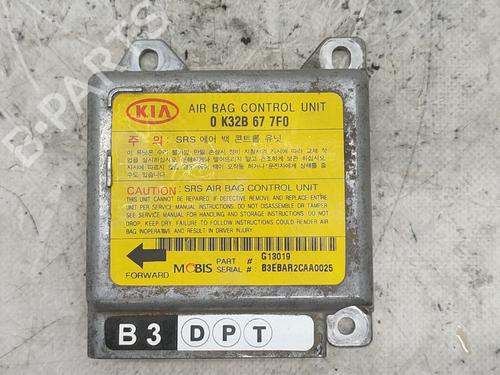 KIA
AIR BAG CONTROL UNIT
0 K32B 67 7F0
주 의 : SRS 에어 백 콘트롤 유닛
CAUTION: SRS AIR BAG CONTROL UNIT
THIS UNIT CANNOT BE REPAIRED. IF DEFECTIVE REMOVE AND REPLACE ENTIRE
UNIT PER SERVICE MANUAL INSTRUCTIONS. DO NOT DISASSEMBLE OR TAMPER.
SEE SERVICE MANUAL FOR HANDLING AND STORAGE INSTRUCTIONS. DO NOT
DROP, KEEP DRY. FAILURE TO FOLLOW INSTRUCTIONS COULD RENDER AIR
BAG INOPERATIVE AND RESULT IN DRIVER INJURY.
FORWARD
MOBIS
PART # : G13019
SERIAL # : B3EBAR2CAA0025
B 3 D P T